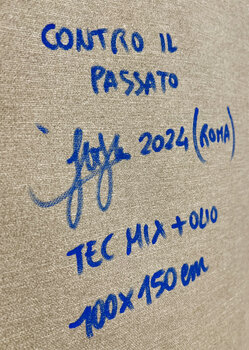 CONTRO IL
PASSATO
2024 (ROMA)
TEC MIX + OLIO
100x150 cm